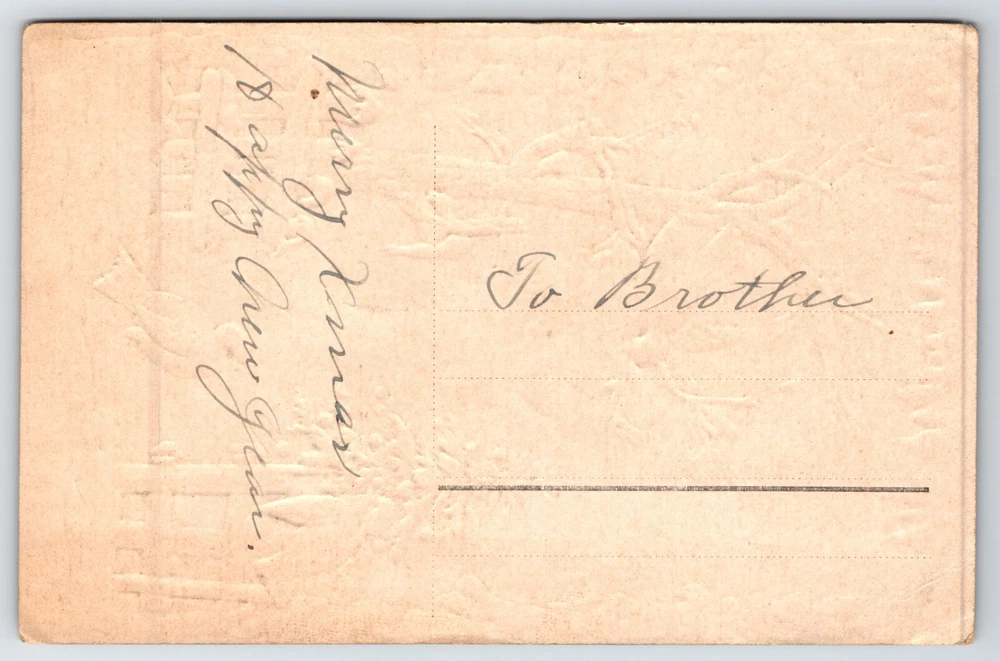 Merry Xmas
Happy New Year.
To Brother